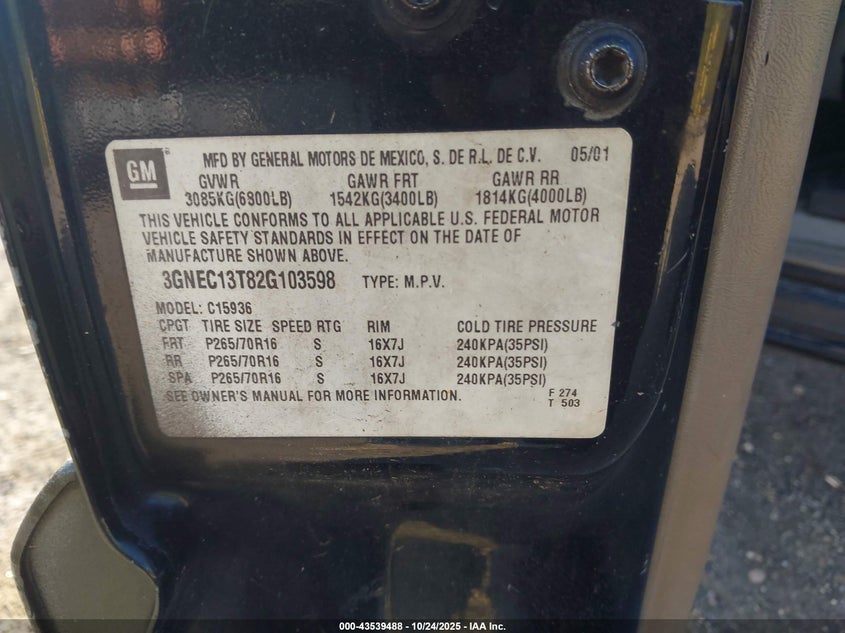 GM
MFD BY GENERAL MOTORS DE MEXICO, S. DE R.L. DE C.V. 05/01
GVWR GAWR FRT GAWR RR
3085KG(6800LB) 1542KG(3400LB) 1814KG(4000LB)
THIS VEHICLE CONFORMS TO ALL APPLICABLE U.S. FEDERAL MOTOR
VEHICLE SAFETY STANDARDS IN EFFECT ON THE DATE OF
MANUFACTURE SHOWN ABOVE.
3GNEC13T82G103598 TYPE: M.P.V.
MODEL: C15936
CPGT TIRE SIZE SPEED RTG RIM COLD TIRE PRESSURE
FRT P265/70R16 S 16X7J 240KPA(35PSI)
RR P265/70R16 S 16X7J 240KPA(35PSI)
SPA P265/70R16 S 16X7J 240KPA(35PSI)
SEE OWNER'S MANUAL FOR MORE INFORMATION.
F 274
T 503
000-43539488 - 10/24/2025 - IAA Inc.